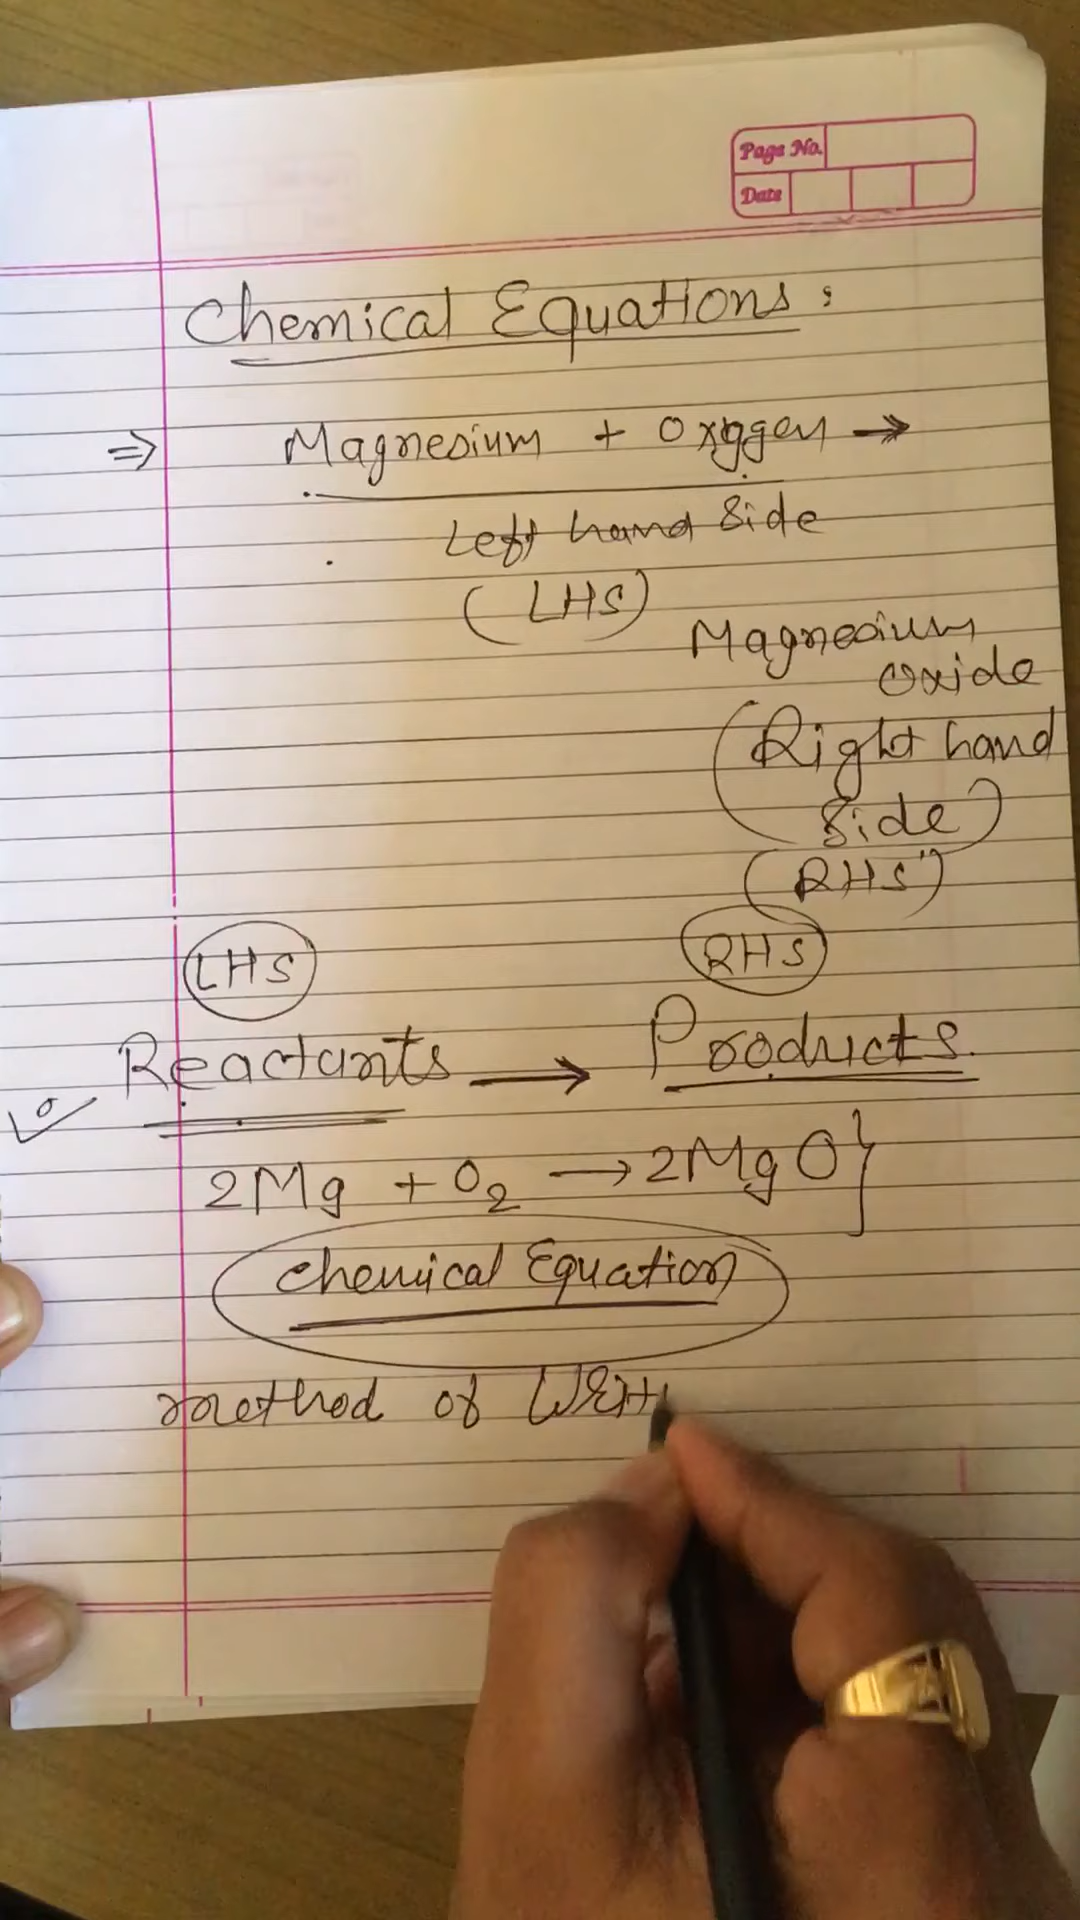 Page No.
Date
Chemical Equations :
⇒ Magnesium + Oxygen →
Left hand Side
(LHS)
Magnesium
oxide
(Right hand
Side)
(RHS)
LHS RHS
Reactants → Products.
2Mg + O₂ → 2MgO}
Chemical Equation
method of Writ